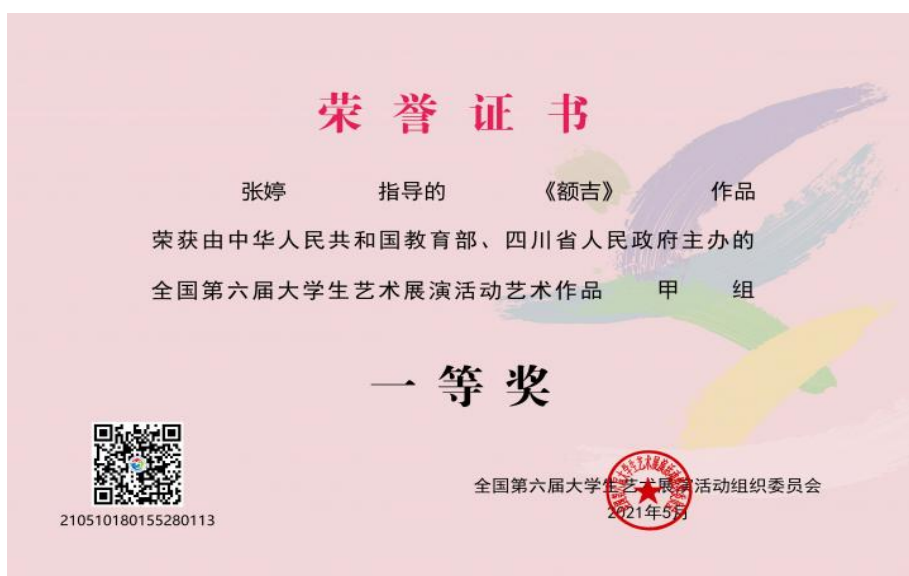 荣誉证书
张婷 指导的 《额吉》 作品
荣获由中华人民共和国教育部、四川省人民政府主办的
全国第六届大学生艺术展演活动艺术作品 甲 组
一等奖
全国第六届大学生艺术展演活动组织委员会
2021年5月
210510180155280113